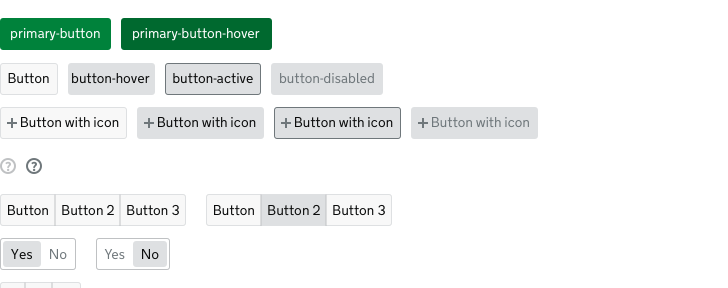 primary-button primary-button-hover
Button button-hover button-active button-disabled
+ Button with icon + Button with icon + Button with icon + Button with icon
? ?
Button Button 2 Button 3 Button Button 2 Button 3
Yes No Yes No